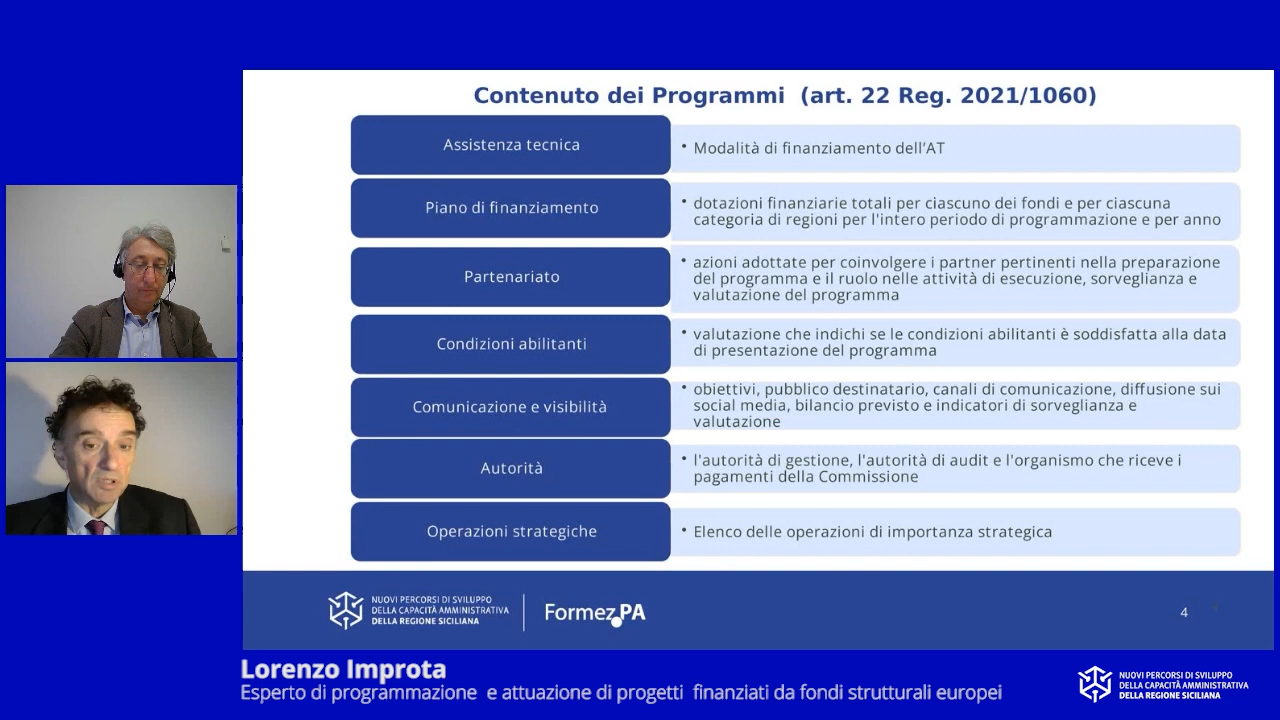 Contenuto dei Programmi (art. 22 Reg. 2021/1060)
Assistenza tecnica
• Modalità di finanziamento dell'AT
Piano di finanziamento
• dotazioni finanziarie totali per ciascuno dei fondi e per ciascuna
categoria di regioni per l'intero periodo di programmazione e per anno
Partenariato
• azioni adottate per coinvolgere i partner pertinenti nella preparazione
del programma e il ruolo nelle attività di esecuzione, sorveglianza e
valutazione del programma
Condizioni abilitanti
• valutazione che indichi se le condizioni abilitanti è soddisfatta alla data
di presentazione del programma
Comunicazione e visibilità
• obiettivi, pubblico destinatario, canali di comunicazione, diffusione sui
social media, bilancio previsto e indicatori di sorveglianza e
valutazione
Autorità
• l'autorità di gestione, l'autorità di audit e l'organismo che riceve i
pagamenti della Commissione
Operazioni strategiche
• Elenco delle operazioni di importanza strategica
NUOVI PERCORSI DI SVILUPPO
DELLA CAPACITÀ AMMINISTRATIVA
DELLA REGIONE SICILIANA
Formez PA
4
Lorenzo Improta
Esperto di programmazione e attuazione di progetti finanziati da fondi strutturali europei
NUOVI PERCORSI DI SVILUPPO
DELLA CAPACITÀ AMMINISTRATIVA
DELLA REGIONE SICILIANA